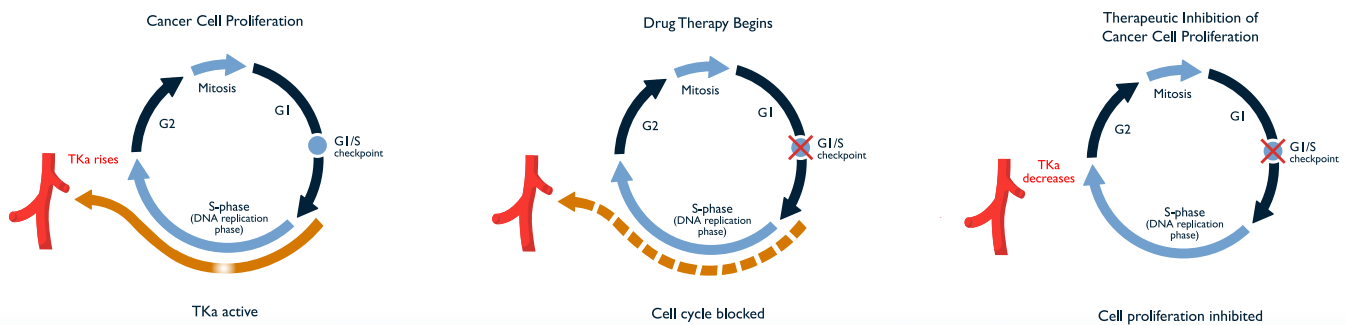 Cancer Cell Proliferation
Mitosis
G1
G2
G1/S
checkpoint
TKa rises
S-phase
(DNA replication
phase)
TKa active
Drug Therapy Begins
Mitosis
G1
G2
G1/S
checkpoint
S-phase
(DNA replication
phase)
Cell cycle blocked
Therapeutic Inhibition of
Cancer Cell Proliferation
Mitosis
G1
G2
G1/S
checkpoint
TKa
decreases
S-phase
(DNA replication
phase)
Cell proliferation inhibited